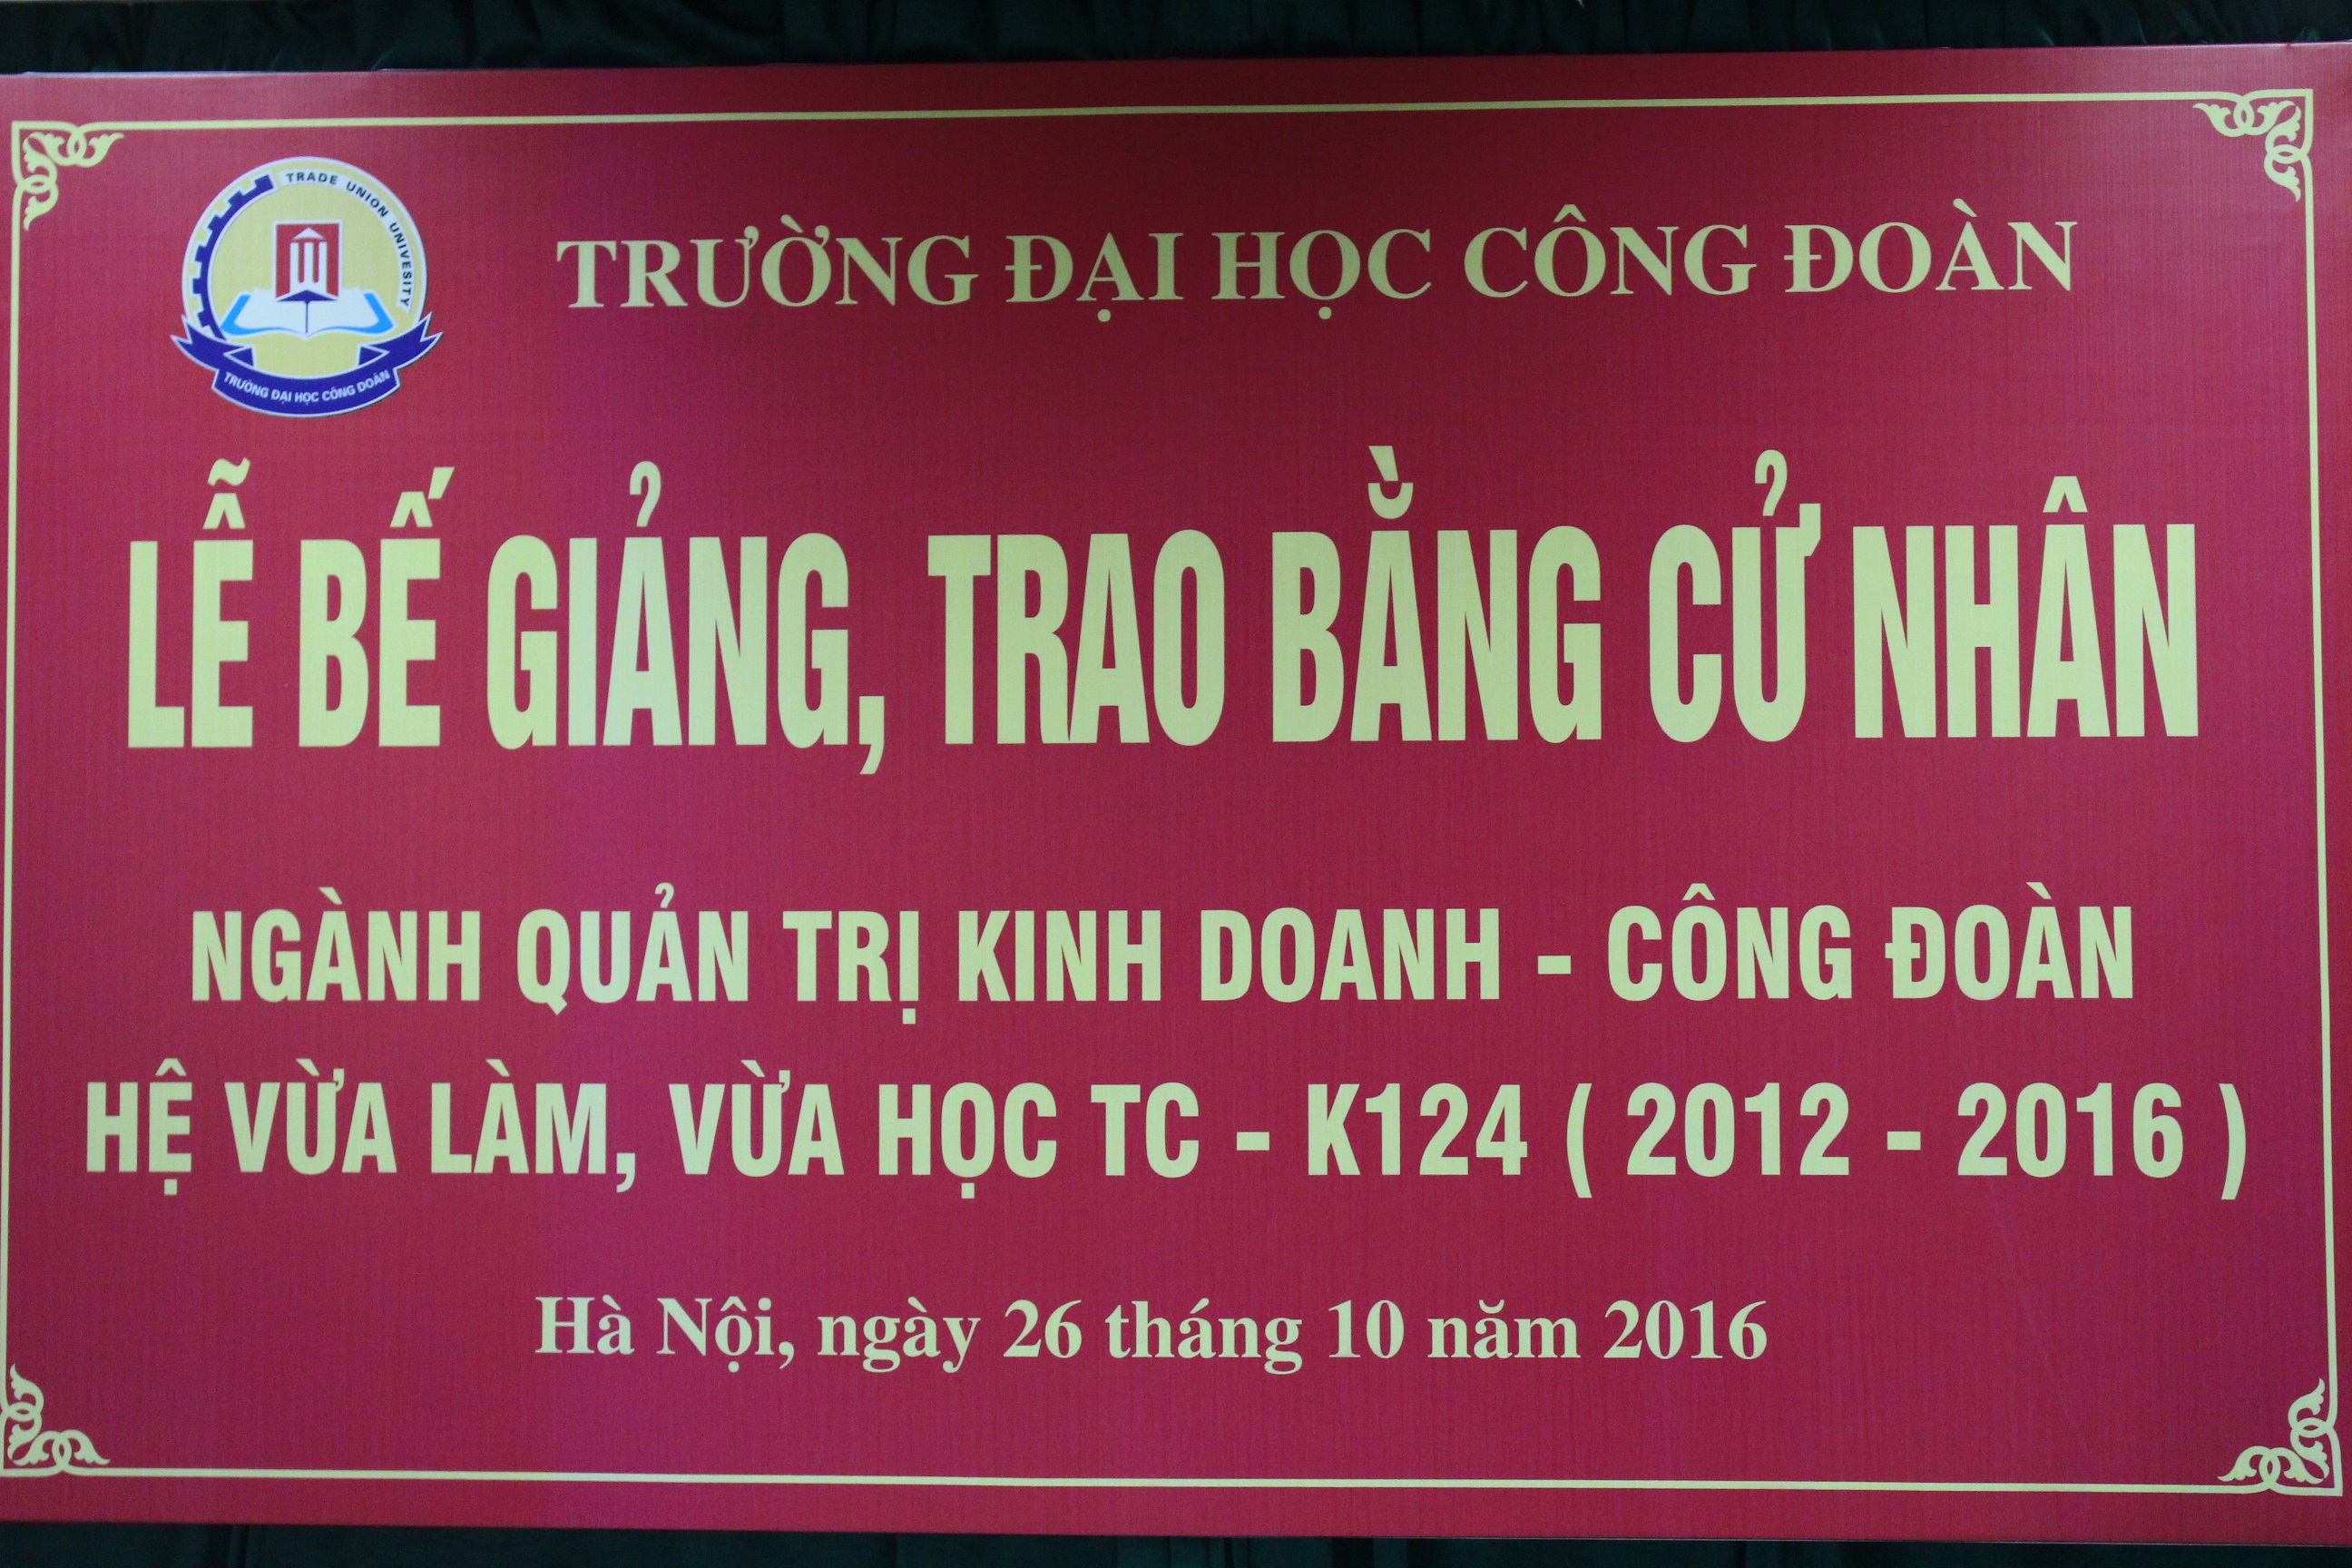 TRADE UNION UNIVESITY
TRƯỜNG ĐẠI HỌC CÔNG ĐOÀN
TRƯỜNG ĐẠI HỌC CÔNG ĐOÀN
LỄ BẾ GIẢNG, TRAO BẰNG CỬ NHÂN
NGÀNH QUẢN TRỊ KINH DOANH - CÔNG ĐOÀN
HỆ VỪA LÀM, VỪA HỌC TC - K124 ( 2012 - 2016 )
Hà Nội, ngày 26 tháng 10 năm 2016